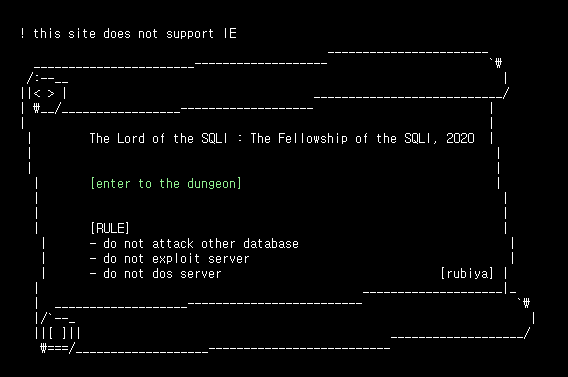 ! this site does not support IE
The Lord of the SQLI : The Fellowship of the SQLI, 2020
[enter to the dungeon]
[RULE]
- do not attack other database
- do not exploit server
- do not dos server
[rubiya]